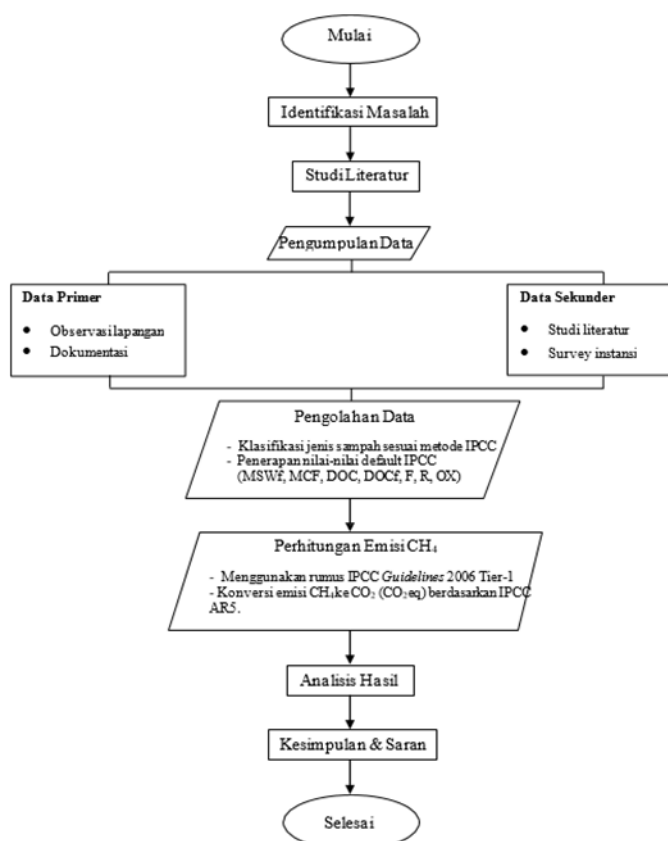 Mulai
Identifikasi Masalah
Studi Literatur
Pengumpulan Data
Data Primer
• Observasi lapangan
• Dokumentasi
Data Sekunder
• Studi literatur
• Survey instansi
Pengolahan Data
- Klasifikasi jenis sampah sesuai metode IPCC
- Penerapan nilai-nilai default IPCC
(MSWf, MCF, DOC, DOCf, F, R, OX)
Perhitungan Emisi CH₄
- Menggunakan rumus IPCC Guidelines 2006 Tier-1
- Konversi emisi CH₄ ke CO₂ (CO₂eq) berdasarkan IPCC
AR5.
Analisis Hasil
Kesimpulan & Saran
Selesai